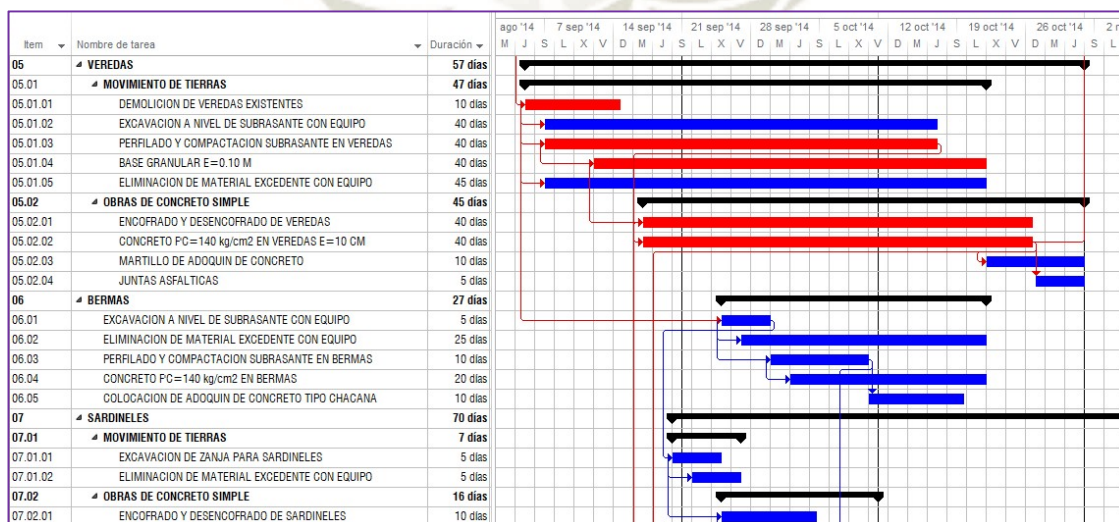 ago '14 7 sep '14 14 sep '14 21 sep '14 28 sep '14 5 oct '14 12 oct '14 19 oct '14 26 oct '14 2 n
Item Nombre de tarea Duración M J S L X V D M J S L X V D M J S L X V D M J S L X V D M J S L
05 VEREDAS 57 días
05.01 MOVIMIENTO DE TIERRAS 47 días
05.01.01 DEMOLICION DE VEREDAS EXISTENTES 10 días
05.01.02 EXCAVACION A NIVEL DE SUBRASANTE CON EQUIPO 40 días
05.01.03 PERFILADO Y COMPACTACION SUBRASANTE EN VEREDAS 40 días
05.01.04 BASE GRANULAR E=0.10 M 40 días
05.01.05 ELIMINACION DE MATERIAL EXCEDENTE CON EQUIPO 45 días
05.02 OBRAS DE CONCRETO SIMPLE 45 días
05.02.01 ENCOFRADO Y DESENCOFRADO DE VEREDAS 40 días
05.02.02 CONCRETO FC=140 kg/cm2 EN VEREDAS E=10 CM 40 días
05.02.03 MARTILLO DE ADOQUIN DE CONCRETO 10 días
05.02.04 JUNTAS ASFALTICAS 5 días
06 BERMAS 27 días
06.01 EXCAVACION A NIVEL DE SUBRASANTE CON EQUIPO 5 días
06.02 ELIMINACION DE MATERIAL EXCEDENTE CON EQUIPO 25 días
06.03 PERFILADO Y COMPACTACION SUBRASANTE EN BERMAS 10 días
06.04 CONCRETO FC=140 kg/cm2 EN BERMAS 20 días
06.05 COLOCACION DE ADOQUIN DE CONCRETO TIPO CHACANA 10 días
07 SARDINELES 70 días
07.01 MOVIMIENTO DE TIERRAS 7 días
07.01.01 EXCAVACION DE ZANJA PARA SARDINELES 5 días
07.01.02 ELIMINACION DE MATERIAL EXCEDENTE CON EQUIPO 5 días
07.02 OBRAS DE CONCRETO SIMPLE 16 días
07.02.01 ENCOFRADO Y DESENCOFRADO DE SARDINELES 10 días